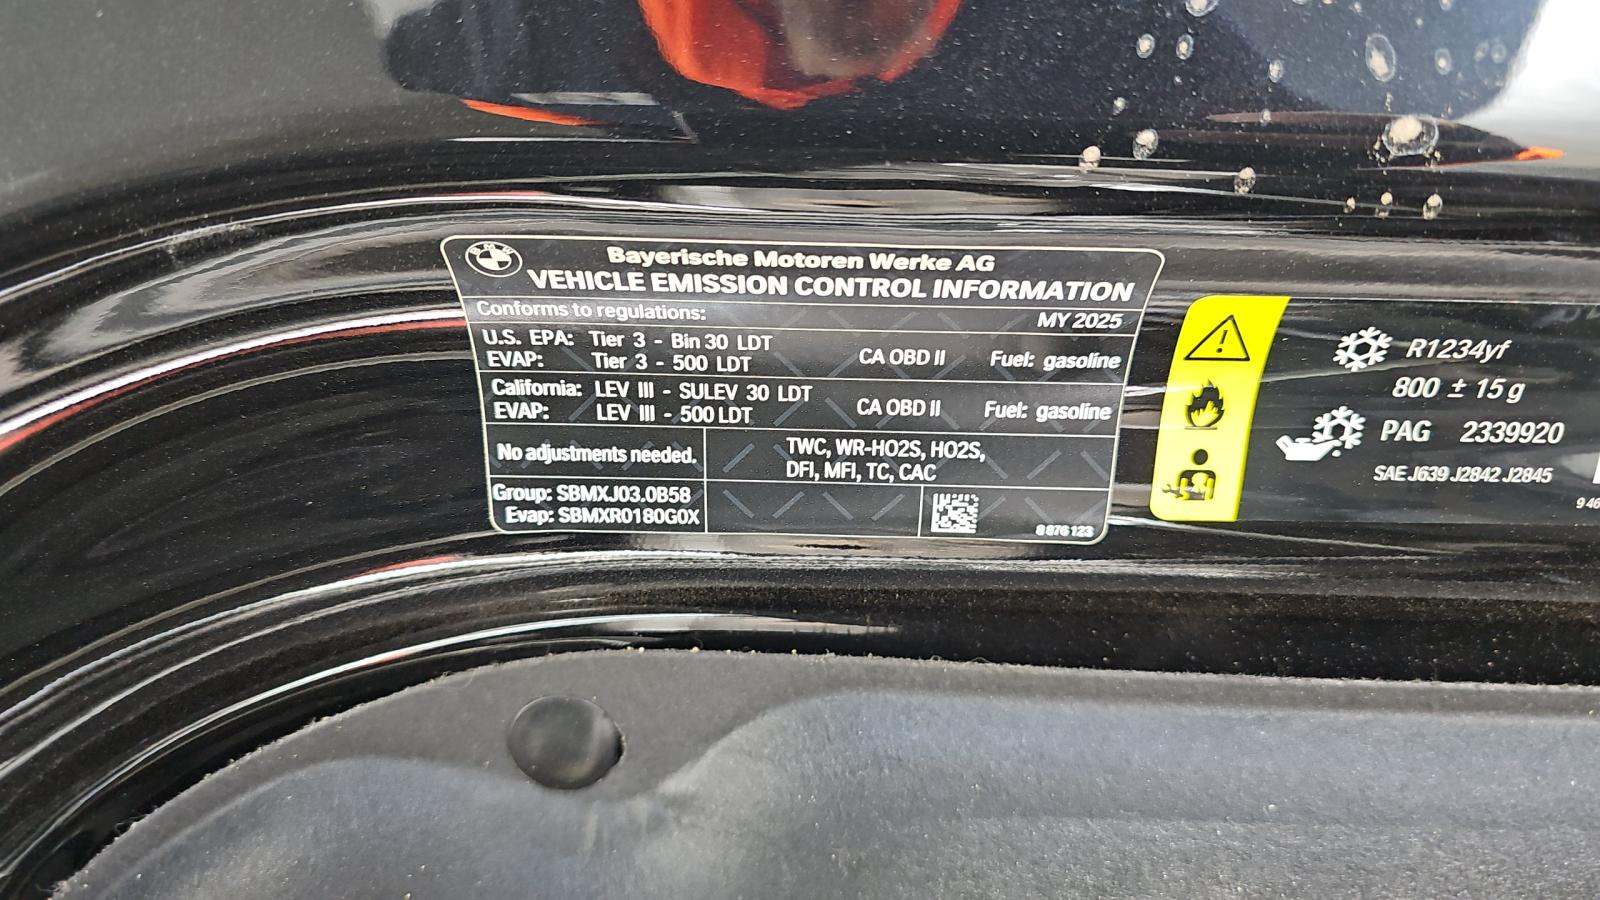 BMW
Bayerische Motoren Werke AG
VEHICLE EMISSION CONTROL INFORMATION
Conforms to regulations:
MY 2025
U.S. EPA: Tier 3 - Bin 30 LDT
EVAP: Tier 3 - 500 LDT
CA OBD II Fuel: gasoline
California: LEV III - SULEV 30 LDT
EVAP: LEV III - 500 LDT
CA OBD II Fuel: gasoline
No adjustments needed.
TWC, WR-HO2S, HO2S,
DFI, MFI, TC, CAC
Group: SBMXJ03.0B58
Evap: SBMXR0180G0X
8 876 123
R1234yf
800 ± 15 g
PAG 2339920
SAE J639 J2842 J2845
9 46